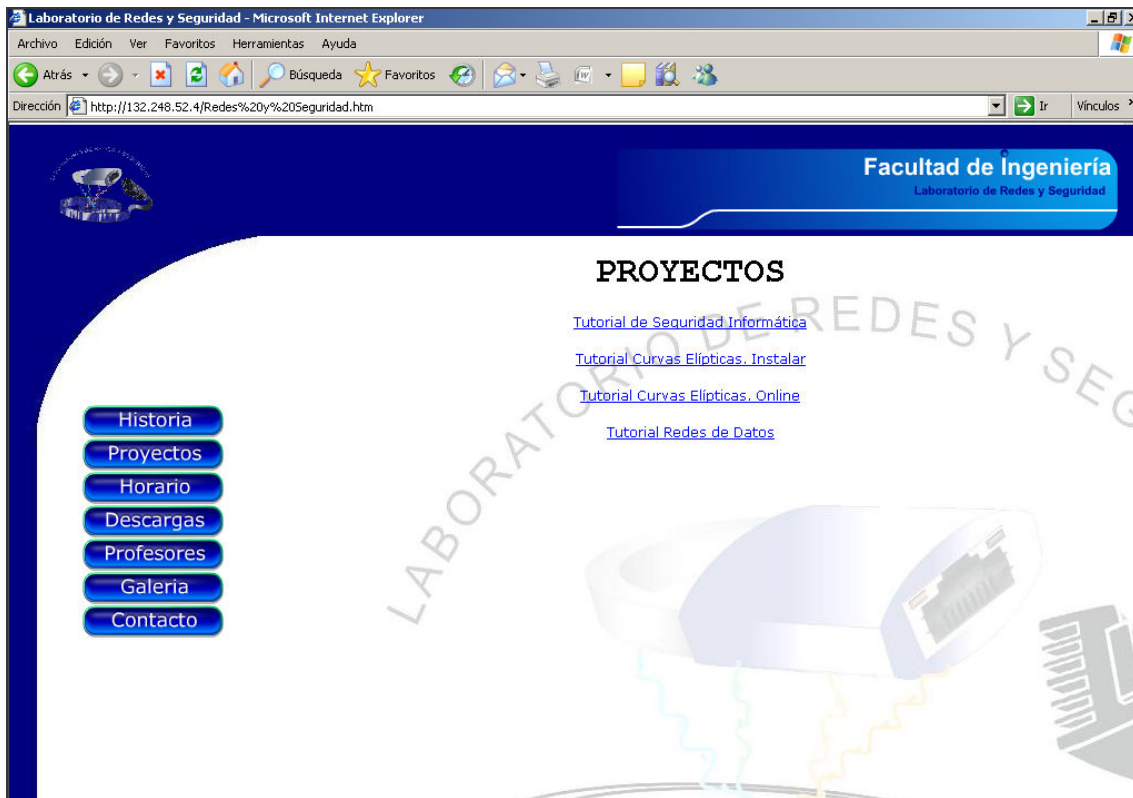 Laboratorio de Redes y Seguridad - Microsoft Internet Explorer
Archivo Edición Ver Favoritos Herramientas Ayuda
Atrás Búsqueda Favoritos
Dirección http://132.248.52.4/Redes%20y%20Seguridad.htm Ir Vínculos
Facultad de Ingeniería
Laboratorio de Redes y Seguridad
PROYECTOS
Tutorial de Seguridad Informática
Tutorial Curvas Elípticas. Instalar
Tutorial Curvas Elípticas. Online
Tutorial Redes de Datos
LABORATORIO DE REDES Y SEG
Historia
Proyectos
Horario
Descargas
Profesores
Galeria
Contacto